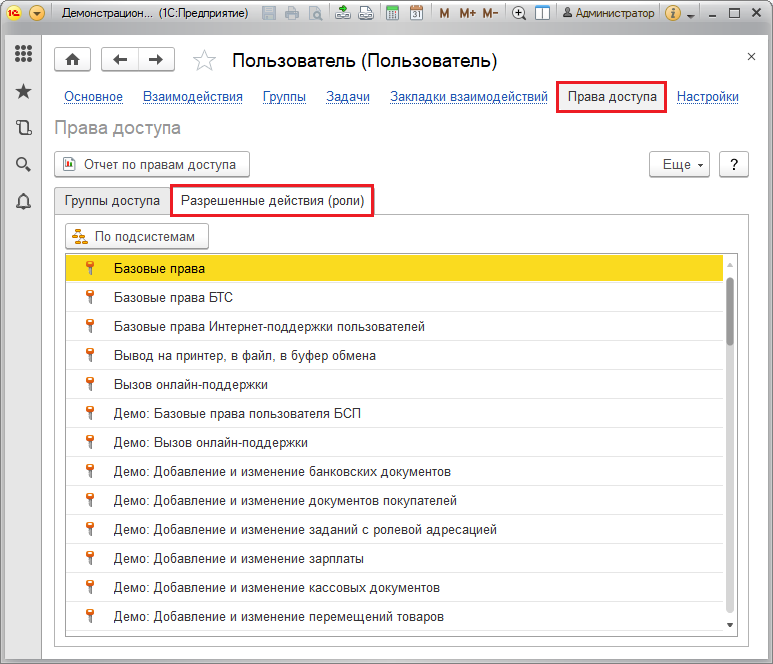 1С Демонстрацион... (1С:Предприятие) 31 M M+ M- Администратор i
Пользователь (Пользователь)
Основное Взаимодействия Группы Задачи Закладки взаимодействий Права доступа Настройки
Права доступа
Отчет по правам доступа Еще ?
Группы доступа Разрешенные действия (роли)
По подсистемам
Базовые права
Базовые права БТС
Базовые права Интернет-поддержки пользователей
Вывод на принтер, в файл, в буфер обмена
Вызов онлайн-поддержки
Демо: Базовые права пользователя БСП
Демо: Вызов онлайн-поддержки
Демо: Добавление и изменение банковских документов
Демо: Добавление и изменение документов покупателей
Демо: Добавление и изменение заданий с ролевой адресацией
Демо: Добавление и изменение зарплаты
Демо: Добавление и изменение кассовых документов
Демо: Добавление и изменение перемещений товаров